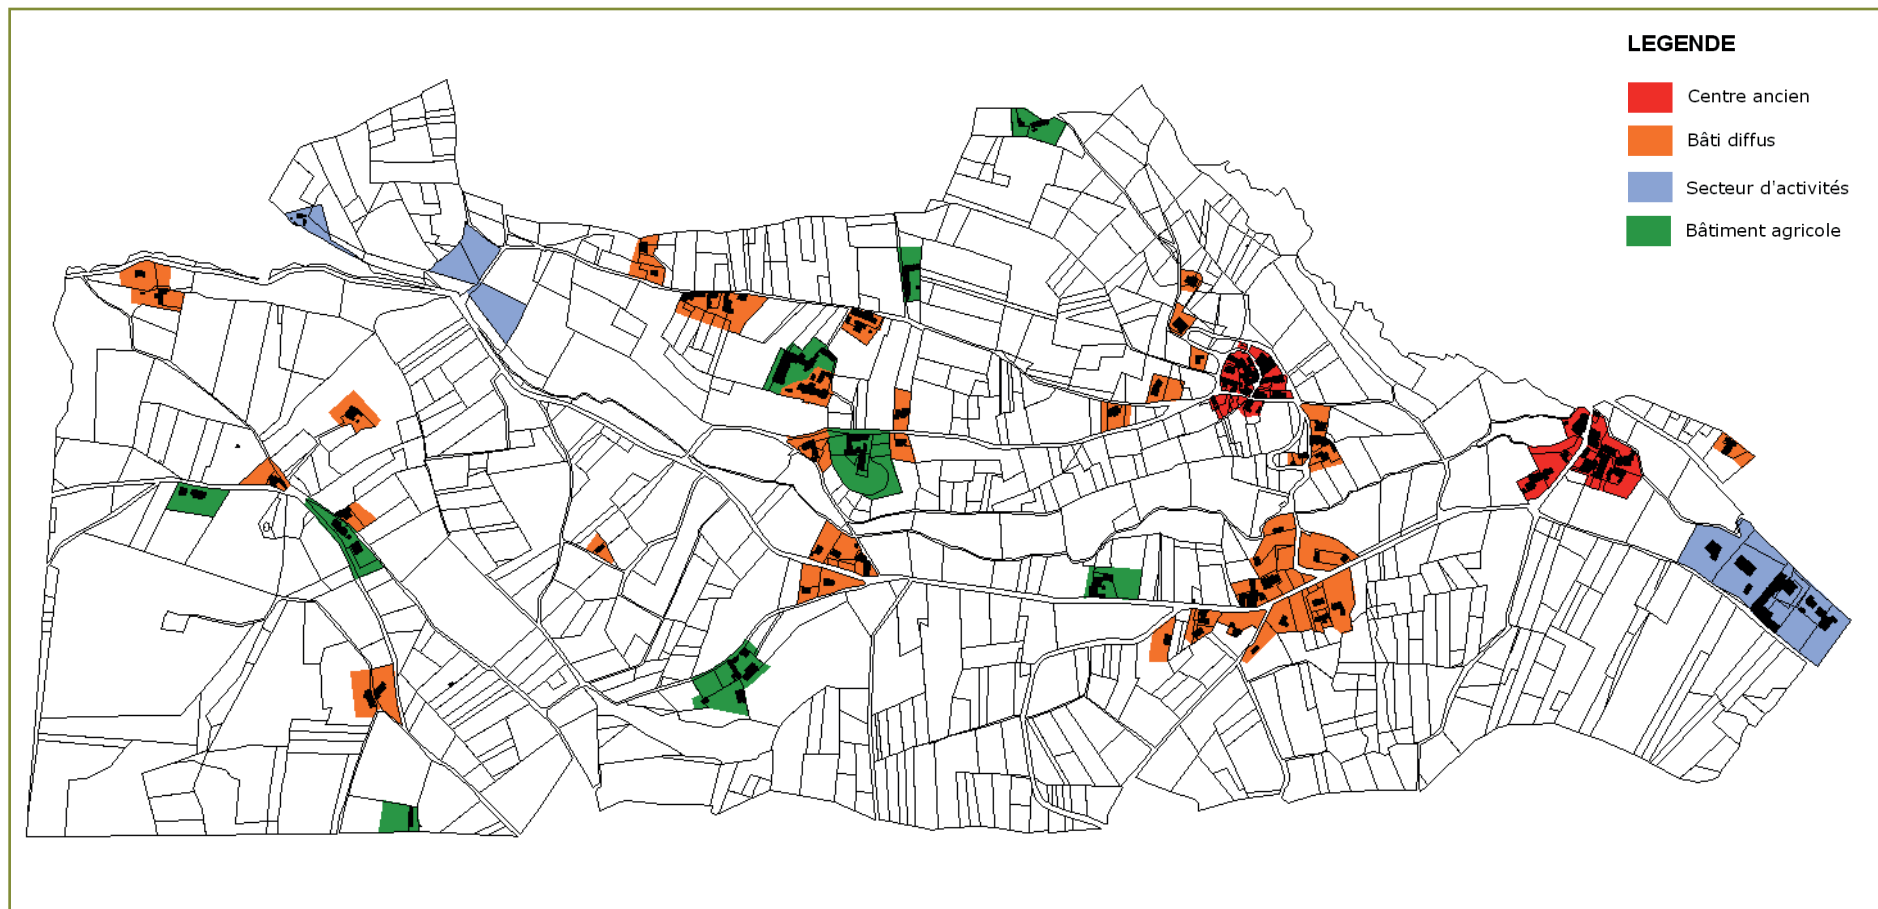 LEGENDE
Centre ancien
Bâti diffus
Secteur d'activités
Bâtiment agricole